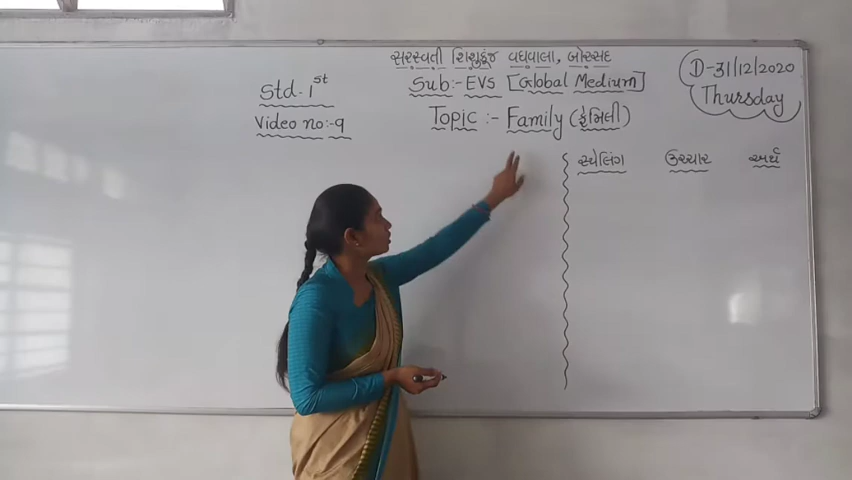 સરસ્વતી શિશુકુંજ વઘવાલા, બોરસદ
Std. 1st
Sub:- EVS [Global Medium]
D-31/12/2020
Thursday
Video no:-9
Topic :- Family (ફેમિલી)
સ્પેલિંગ ઉચ્ચાર અર્થ